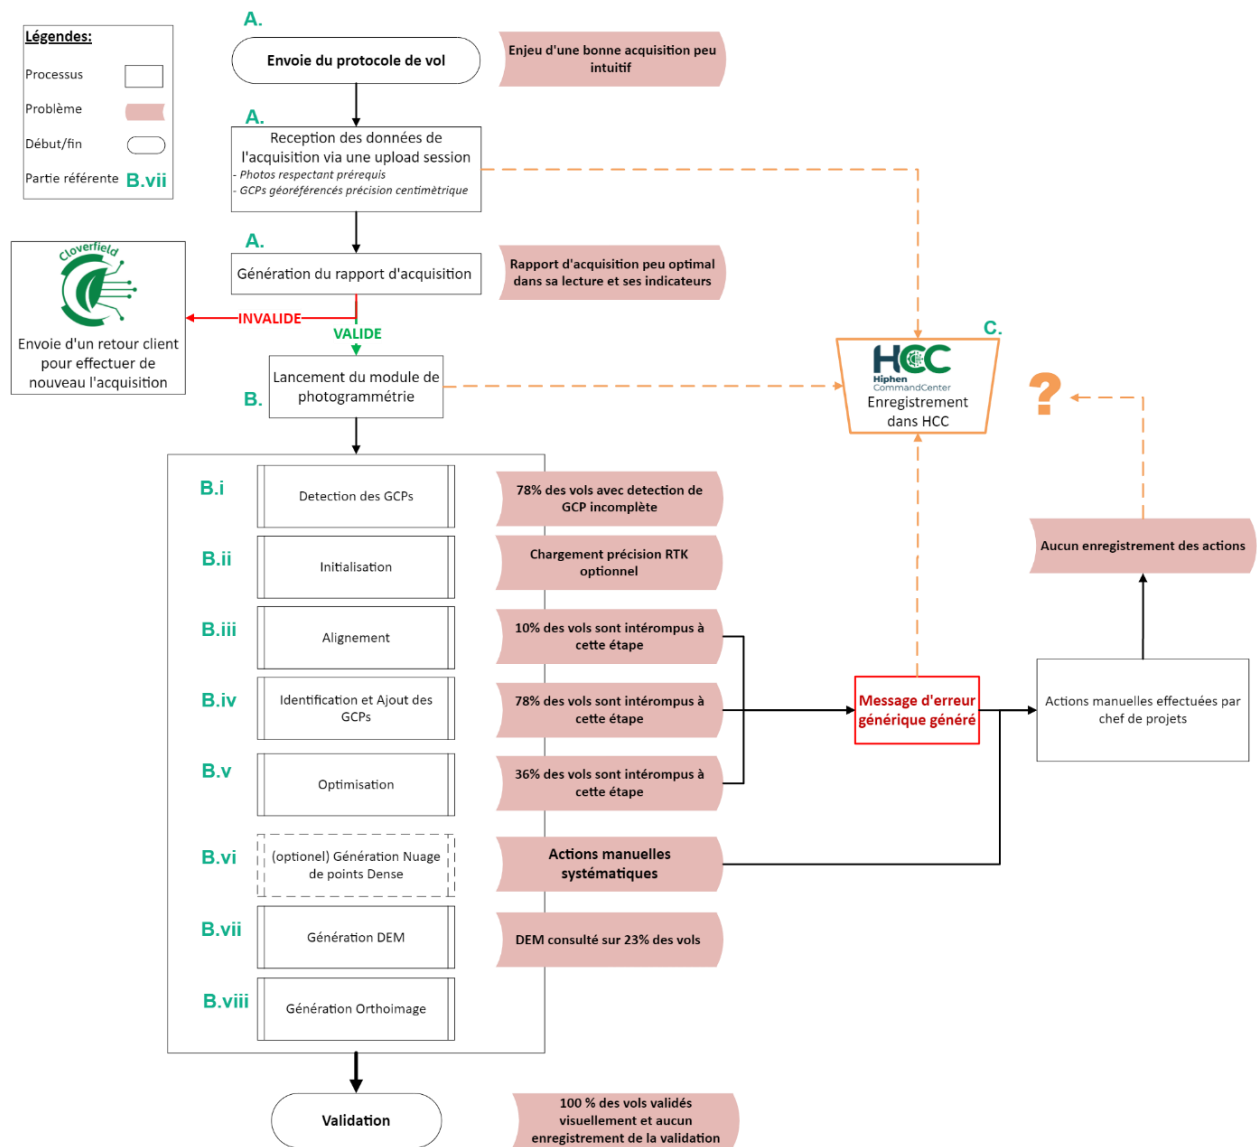 Légendes:
Processus
Problème
Début/fin
Partie référente
B.vii
A.
Envoie du protocole de vol
Enjeu d'une bonne acquisition peu
intuitif
A.
Reception des données de
l'acquisition via une upload session
- Photos respectant prérequis
- GCPs géoréférencés précision centimètrique
A.
Génération du rapport d'acquisition
Rapport d'acquisition peu optimal
dans sa lecture et ses indicateurs
Cloverfield
Envoie d'un retour client
pour effectuer de
nouveau l'acquisition
INVALIDE
VALIDE
B.
Lancement du module de
photogrammétrie
C.
HCC
Hiphen
CommandCenter
Enregistrement
dans HCC
?
B.i
Detection des GCPs
78% des vols avec detection de
GCP incomplète
B.ii
Initialisation
Chargement précision RTK
optionnel
Aucun enregistrement des actions
B.iii
Alignement
10% des vols sont intérompus à
cette étape
B.iv
Identification et Ajout des
GCPs
78% des vols sont intérompus à
cette étape
Message d'erreur
générique généré
Actions manuelles effectuées par
chef de projets
B.v
Optimisation
36% des vols sont intérompus à
cette étape
B.vi
(optionel) Génération Nuage
de points Dense
Actions manuelles
systématiques
B.vii
Génération DEM
DEM consulté sur 23% des vols
B.viii
Génération Orthoimage
Validation
100 % des vols validés
visuellement et aucun
enregistrement de la validation